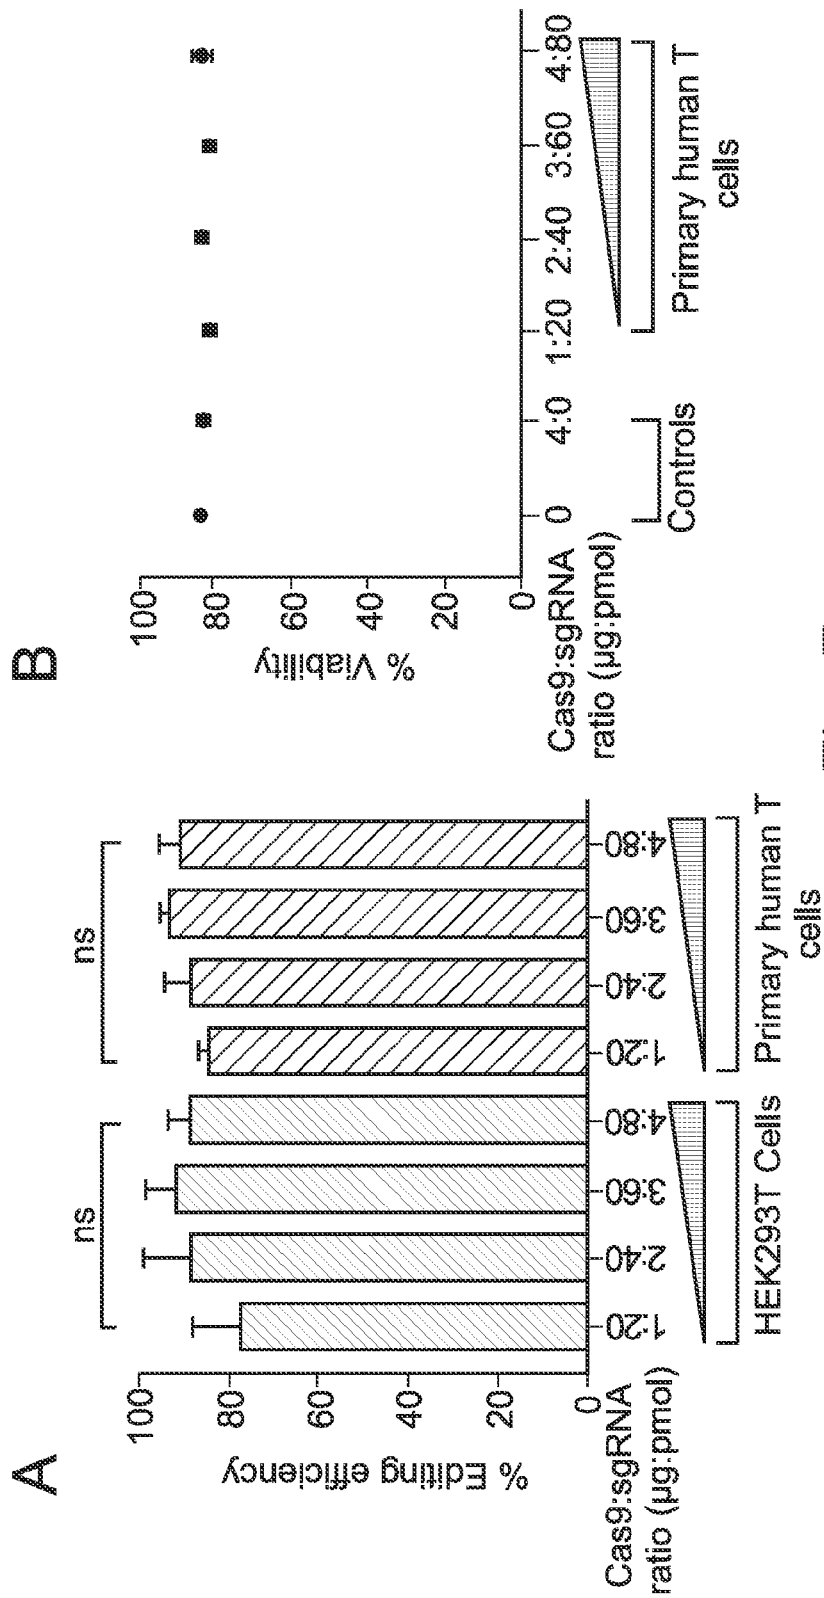 A
% Editing efficiency
100
80
60
40
20
0
ns
ns
Cas9:sgRNA
ratio (µg:pmol)
1:20
2:40
3:60
4:80
1:20
2:40
3:60
4:80
HEK293T Cells
Primary human T
cells
B
% Viability
100
80
60
40
20
0
Cas9:sgRNA
ratio (µg:pmol)
0
4:0
1:20
2:40
3:60
4:80
Controls
Primary human T
cells